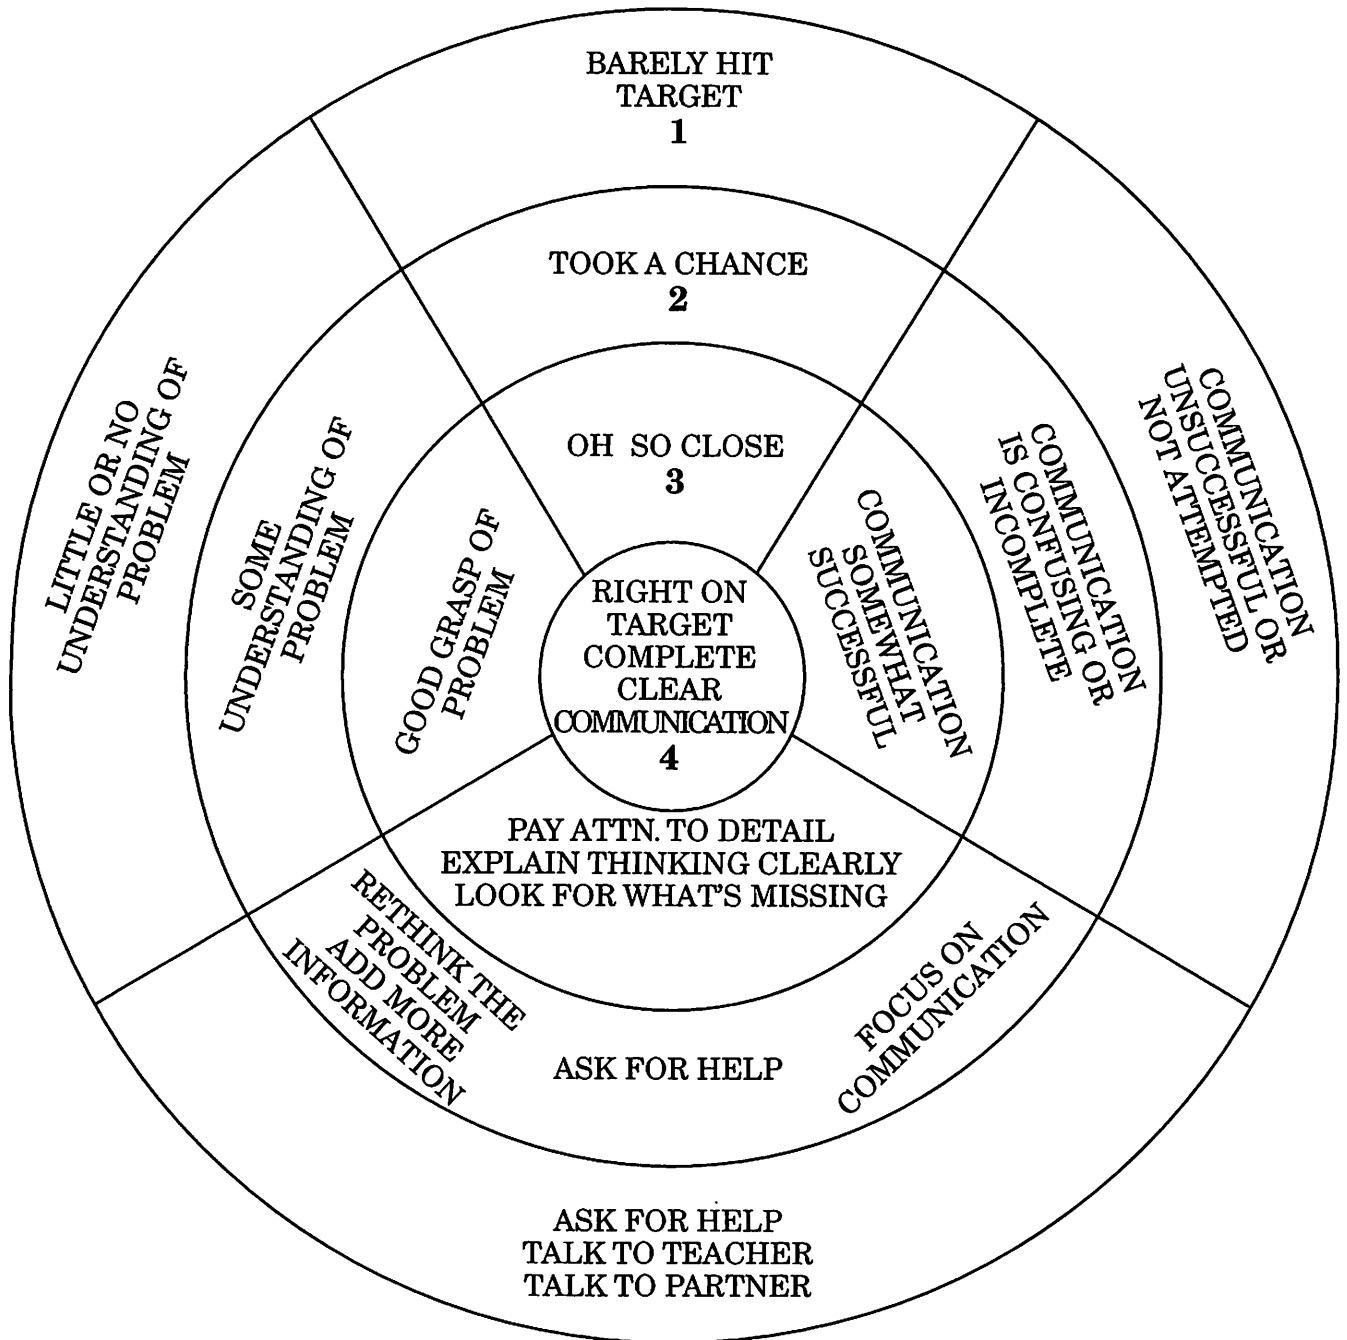 BARELY HIT
TARGET
1
TOOK A CHANCE
2
OH SO CLOSE
3
RIGHT ON
TARGET
COMPLETE
CLEAR
COMMUNICATION
4
LITTLE OR NO
UNDERSTANDING OF
PROBLEM
SOME
UNDERSTANDING OF
PROBLEM
GOOD GRASP OF
PROBLEM
COMMUNICATION
SOMEWHAT
SUCCESSFUL
COMMUNICATION
IS CONFUSING OR
INCOMPLETE
COMMUNICATION
UNSUCCESSFUL OR
NOT ATTEMPTED
PAY ATTN. TO DETAIL
EXPLAIN THINKING CLEARLY
LOOK FOR WHAT'S MISSING
RETHINK THE
PROBLEM
ADD MORE
INFORMATION
ASK FOR HELP
FOCUS ON
COMMUNICATION
ASK FOR HELP
TALK TO TEACHER
TALK TO PARTNER